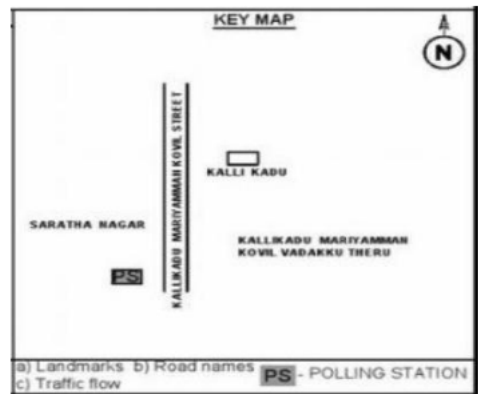 KEY MAP
N
KALLIKADU MARIYAMMAN KOVIL STREET
KALLI KADU
SARATHA NAGAR
KALLIKADU MARIYAMMAN
KOVIL VADAKKU THERU
PS
a) Landmarks b) Road names
c) Traffic flow
PS - POLLING STATION